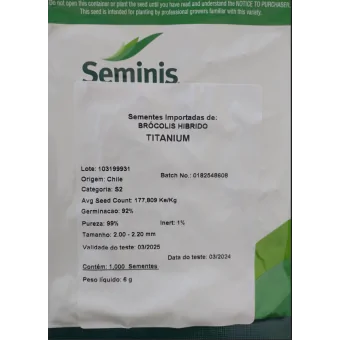 Do not open this container or plant the seed until you have read and understand the NOTICE TO PURCHASER.
This seed is intended for planting by professional growers familiar with this variety.
Seminis
Sementes importadas de:
BRÓCOLIS HIBRIDO
TITANIUM
Lote: 103199931
Origem: Chile
Batch No.: 0182548608
Categoria: S2
Avg Seed Count: 177,809 Ke/Kg
Germinacao: 92%
Pureza: 99%
Inert: 1%
Tamanho: 2.00 - 2.20 mm
Validade do teste: 03/2025
Data do teste: 03/2024
Contém: 1.000 Sementes
Peso líquido: 6 g